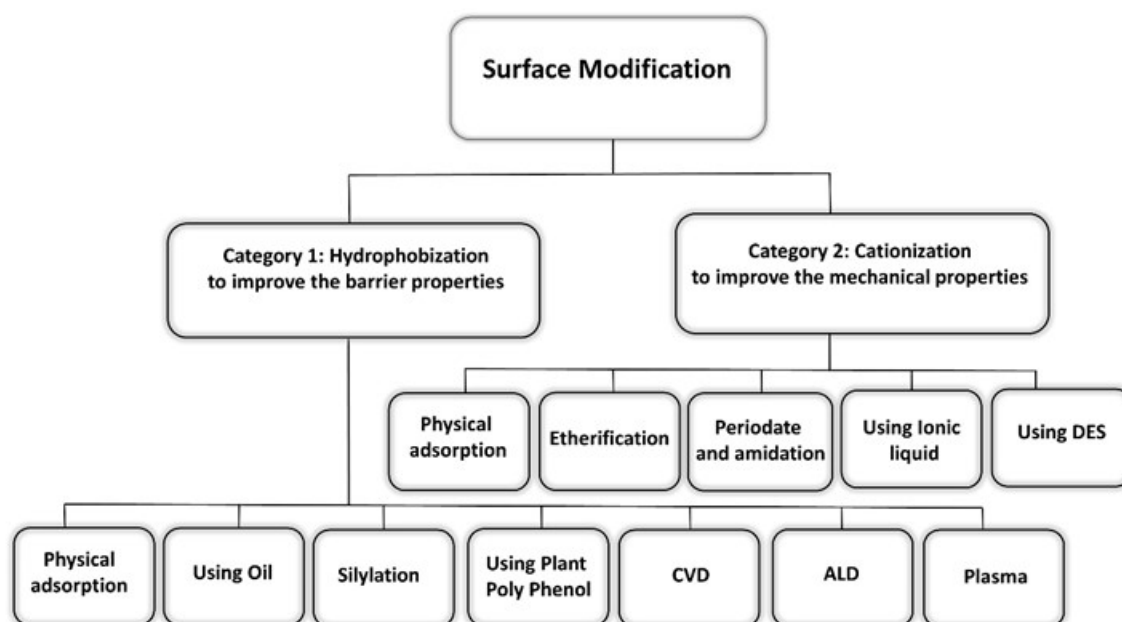 Surface Modification
Category 1: Hydrophobization
to improve the barrier properties
Category 2: Cationization
to improve the mechanical properties
Physical
adsorption
Etherification
Periodate
and amidation
Using Ionic
liquid
Using DES
Physical
adsorption
Using Oil
Silylation
Using Plant
Poly Phenol
CVD
ALD
Plasma